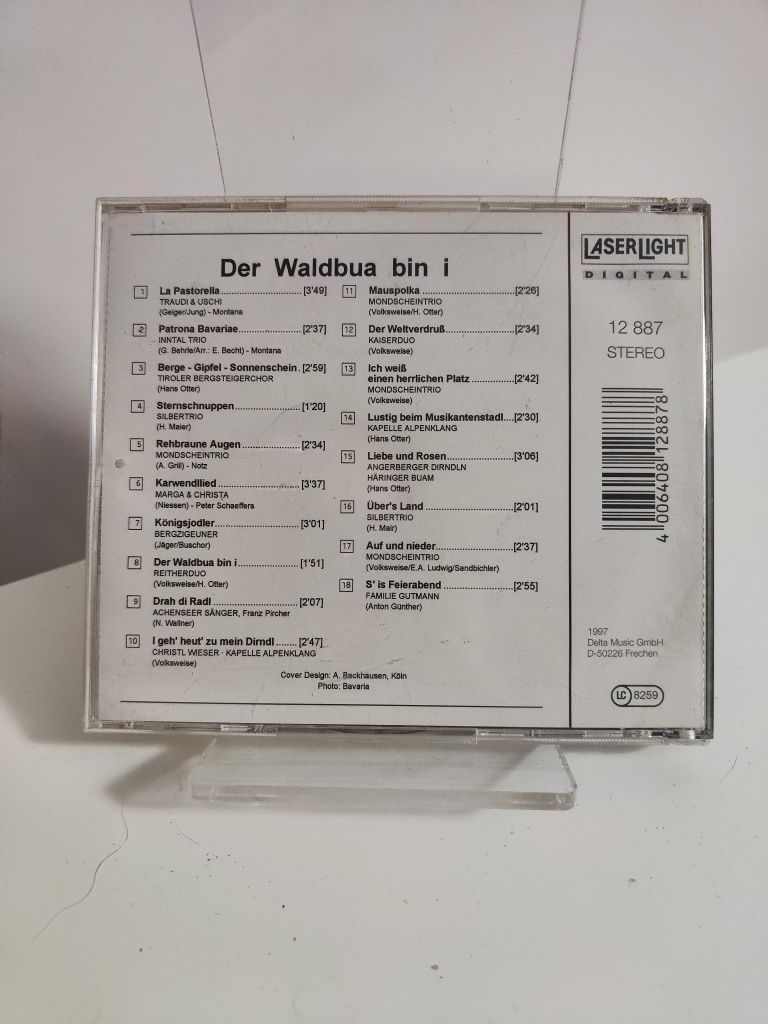 Der Waldbua bin i
1 La Pastorella ........................[3'49]
TRAUDI & USCHI
(Geiger/Jung) - Montana
2 Patrona Bavariae ..................[2'37]
INNTAL TRIO
(G. Behrle/Arr.: E. Becht) - Montana
3 Berge - Gipfel - Sonnenschein . [2'59]
TIROLER BERGSTEIGERCHOR
(Hans Otter)
4 Sternschnuppen ....................[1'20]
SILBERTRIO
(H. Maier)
5 Rehbraune Augen ................[2'34]
MONDSCHEINTRIO
(A. Grill) - Notz
6 Karwendllied ........................[3'37]
MARGA & CHRISTA
(Niessen) - Peter Schaeffers
7 Königsjodler ........................[3'01]
BERGZIGEUNER
(Jäger/Buschor)
8 Der Waldbua bin i .................[1'51]
REITHERDUO
(Volksweise/H. Otter)
9 Drah di Radl ........................[2'07]
ACHENSEER SÄNGER, Franz Pircher
(N. Wallner)
10 I geh' heut' zu mein Dirndl ....... [2'47]
CHRISTL WIESER · KAPELLE ALPENKLANG
(Volksweise)
11 Mauspolka ........................[2'26]
MONDSCHEINTRIO
(Volksweise/H. Otter)
12 Der Weltverdruß ...................[2'34]
KAISERDUO
(Volksweise)
13 Ich weiß
einen herrlichen Platz ............[2'42]
MONDSCHEINTRIO
(Volksweise)
14 Lustig beim Musikantenstadl....[2'30]
KAPELLE ALPENKLANG
(Hans Otter)
15 Liebe und Rosen ...................[3'06]
ANGERBERGER DIRNDLN
HÄRINGER BUAM
(Hans Otter)
16 Über's Land ........................[2'01]
SILBERTRIO
(H. Mair)
17 Auf und nieder .....................[2'37]
MONDSCHEINTRIO
(Volksweise/E.A. Ludwig/Sandbichler)
18 S' is Feierabend ...................[2'55]
FAMILIE GUTMANN
(Anton Günther)
Cover Design: A. Backhausen, Köln
Photo: Bavaria
LASERLIGHT
DIGITAL
12 887
STEREO
4 006408 128878
1997
Delta Music GmbH
D-50226 Frechen
LC 8259